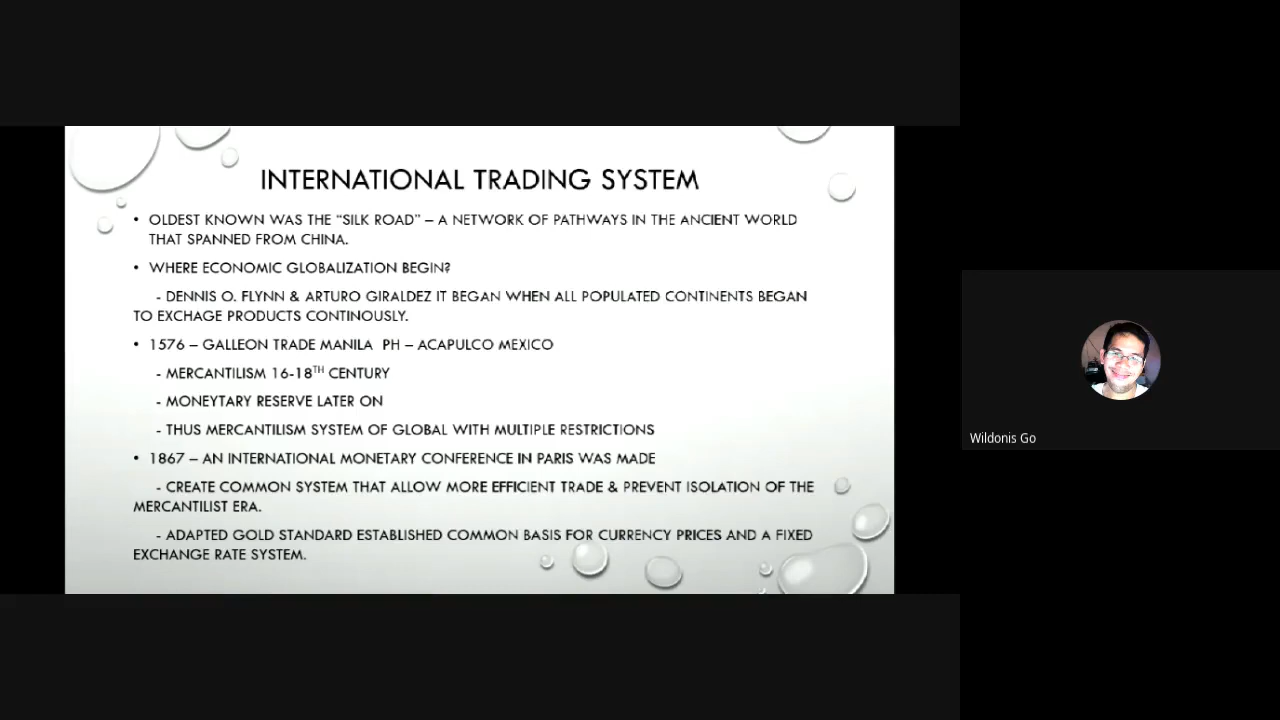 INTERNATIONAL TRADING SYSTEM
• OLDEST KNOWN WAS THE “SILK ROAD” – A NETWORK OF PATHWAYS IN THE ANCIENT WORLD
THAT SPANNED FROM CHINA.
• WHERE ECONOMIC GLOBALIZATION BEGIN?
- DENNIS O. FLYNN & ARTURO GIRALDEZ IT BEGAN WHEN ALL POPULATED CONTINENTS BEGAN
TO EXCHAGE PRODUCTS CONTINOUSLY.
• 1576 – GALLEON TRADE MANILA PH – ACAPULCO MEXICO
- MERCANTILISM 16-18TH CENTURY
- MONEYTARY RESERVE LATER ON
- THUS MERCANTILISM SYSTEM OF GLOBAL WITH MULTIPLE RESTRICTIONS
• 1867 – AN INTERNATIONAL MONETARY CONFERENCE IN PARIS WAS MADE
- CREATE COMMON SYSTEM THAT ALLOW MORE EFFICIENT TRADE & PREVENT ISOLATION OF THE
MERCANTILIST ERA.
- ADAPTED GOLD STANDARD ESTABLISHED COMMON BASIS FOR CURRENCY PRICES AND A FIXED
EXCHANGE RATE SYSTEM.
Wildonis Go